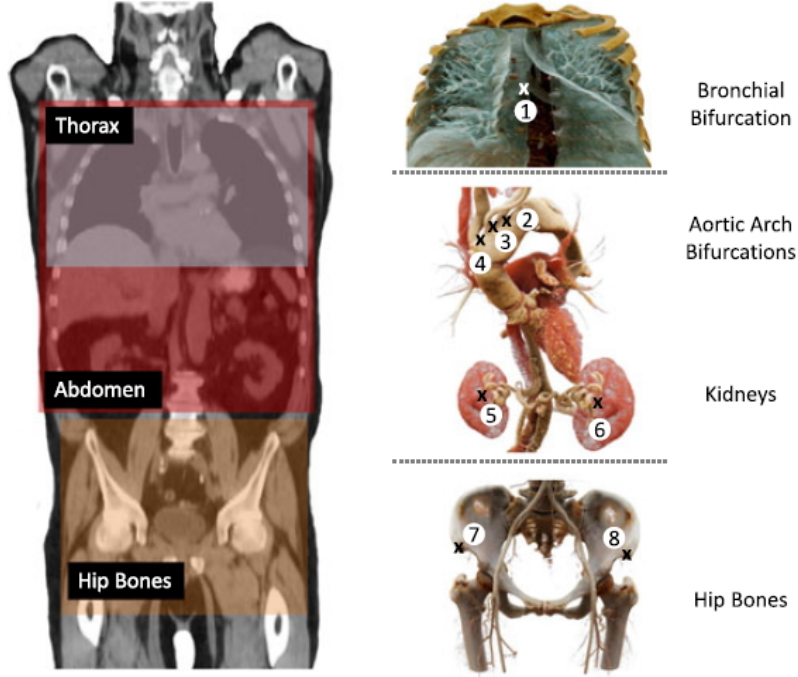 Thorax
Abdomen
Hip Bones
x
1
Bronchial
Bifurcation
x
x
x
2
3
4
Aortic Arch
Bifurcations
x
x
5
6
Kidneys
7
8
x
x
Hip Bones